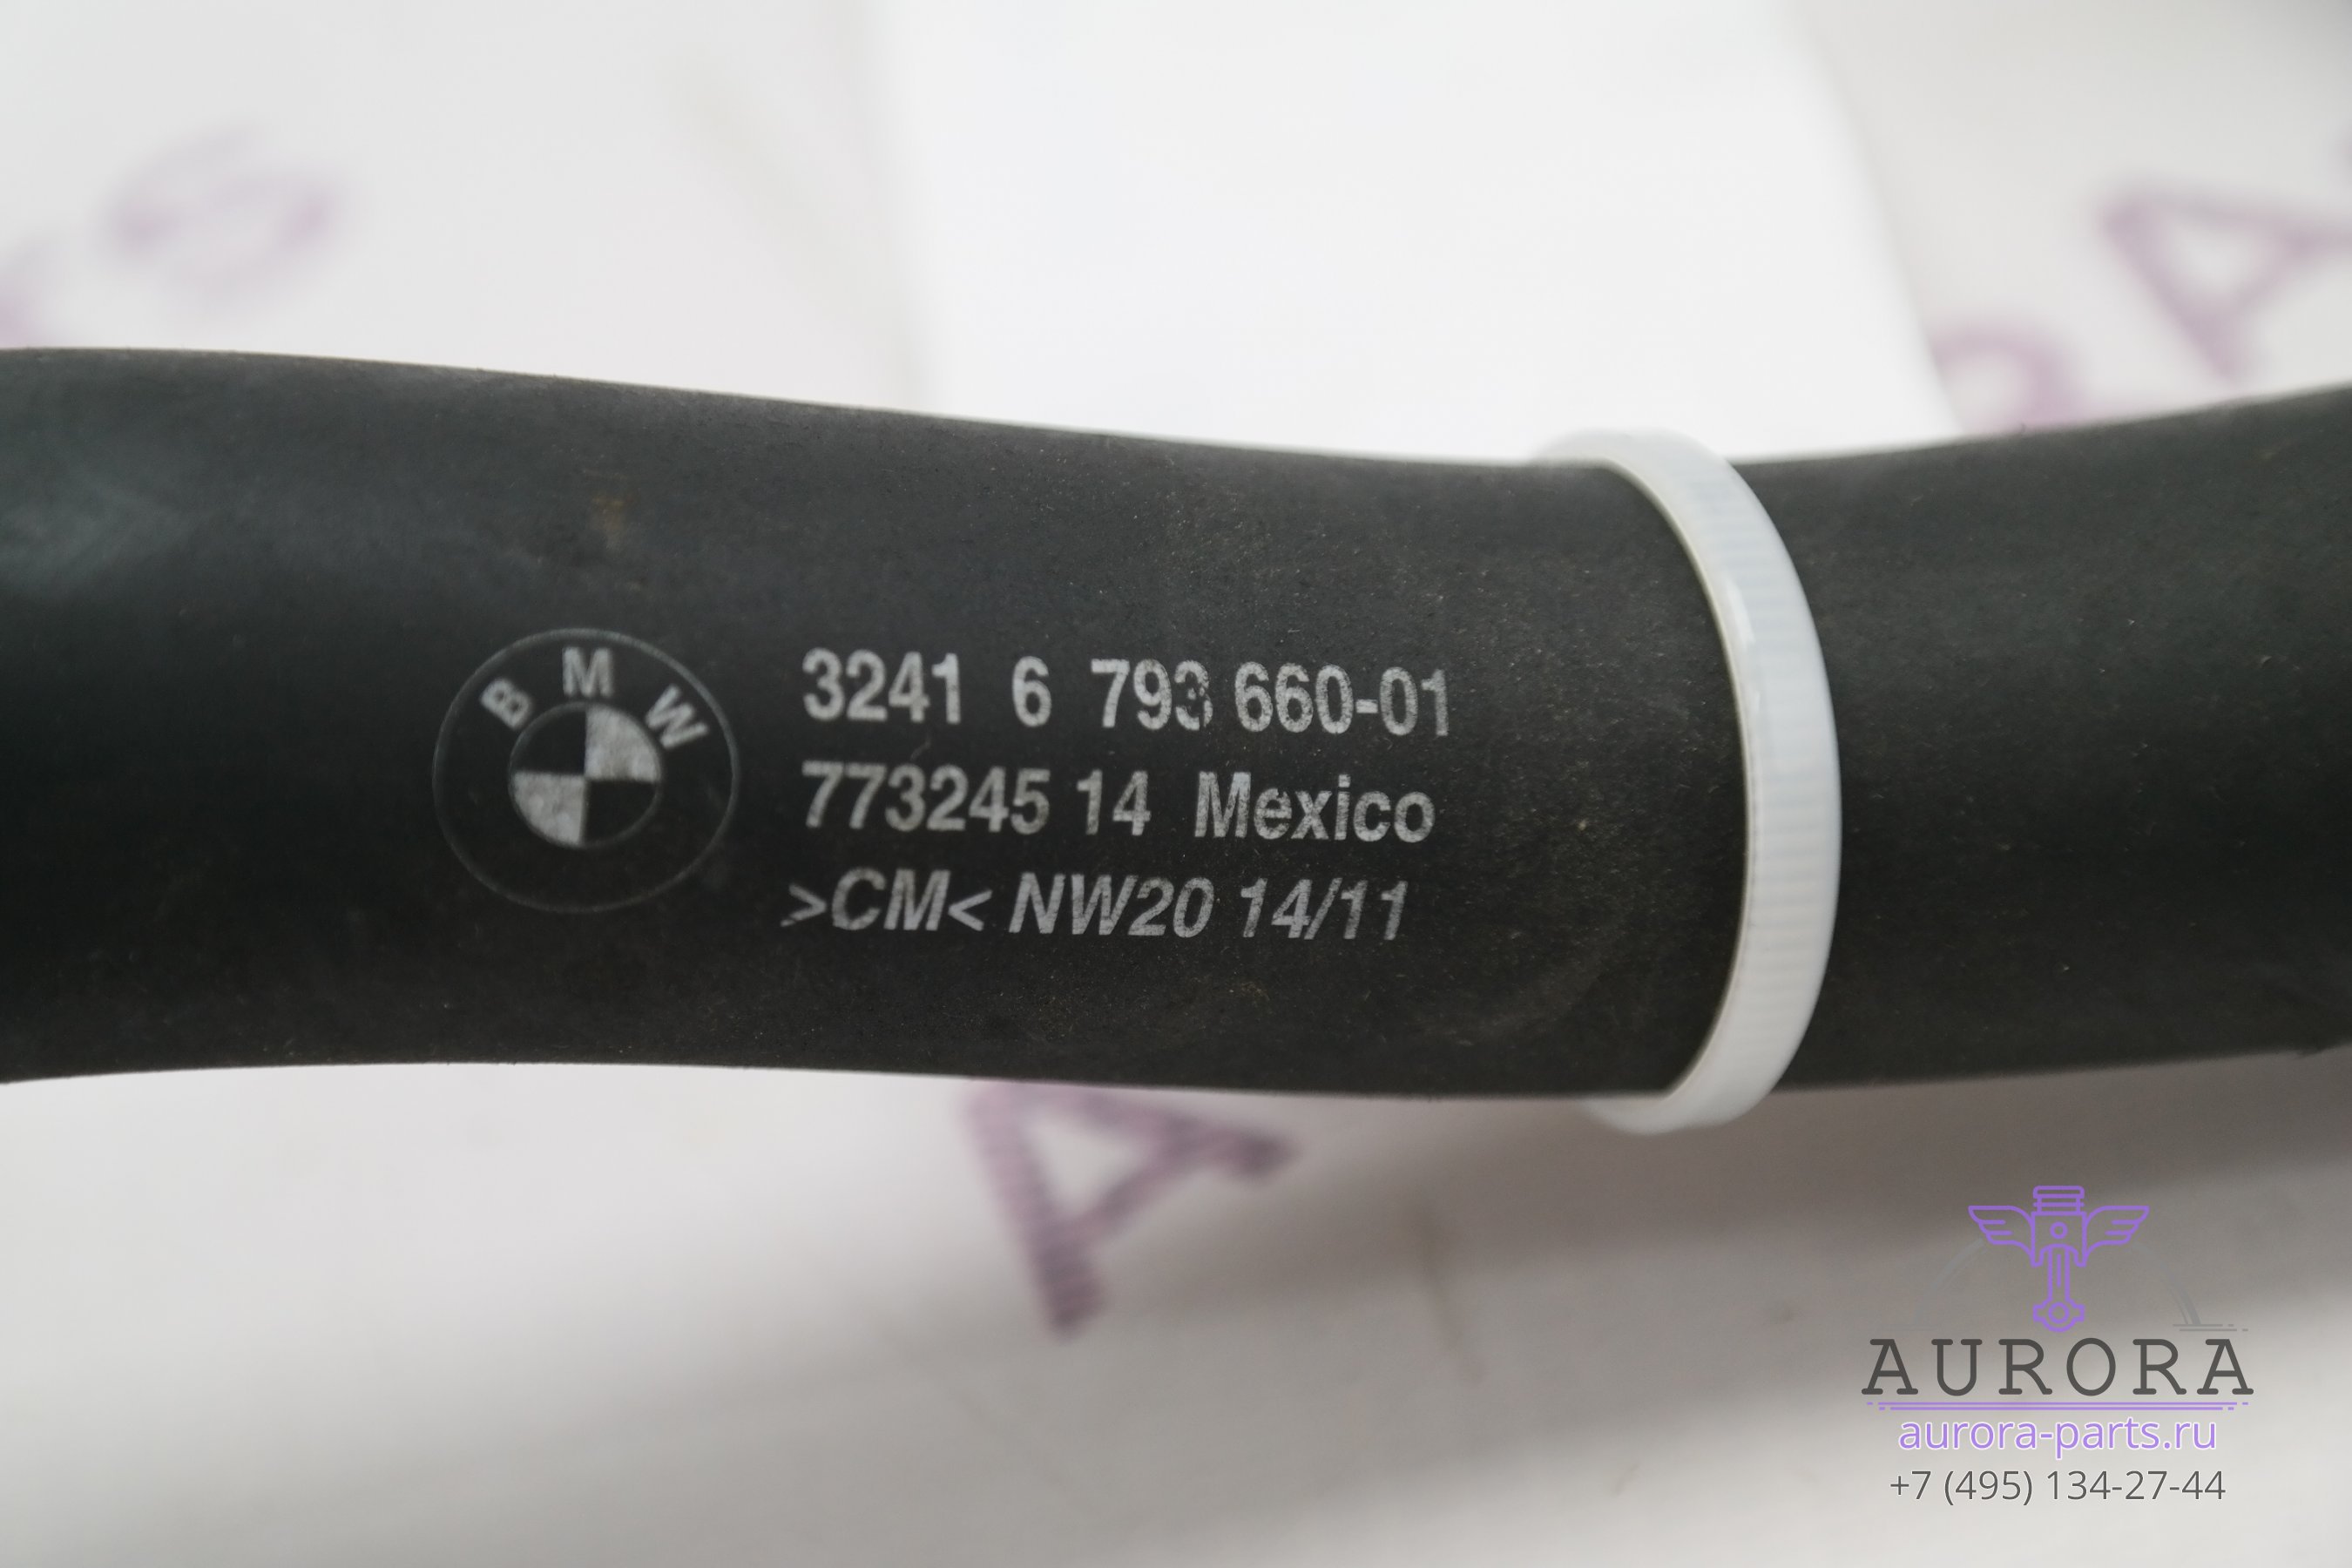 BMW
3241 6 793 660-01
773245 14 Mexico
>CM< NW20 14/11
AURORA
aurora-parts.ru
+7 (495) 134-27-44